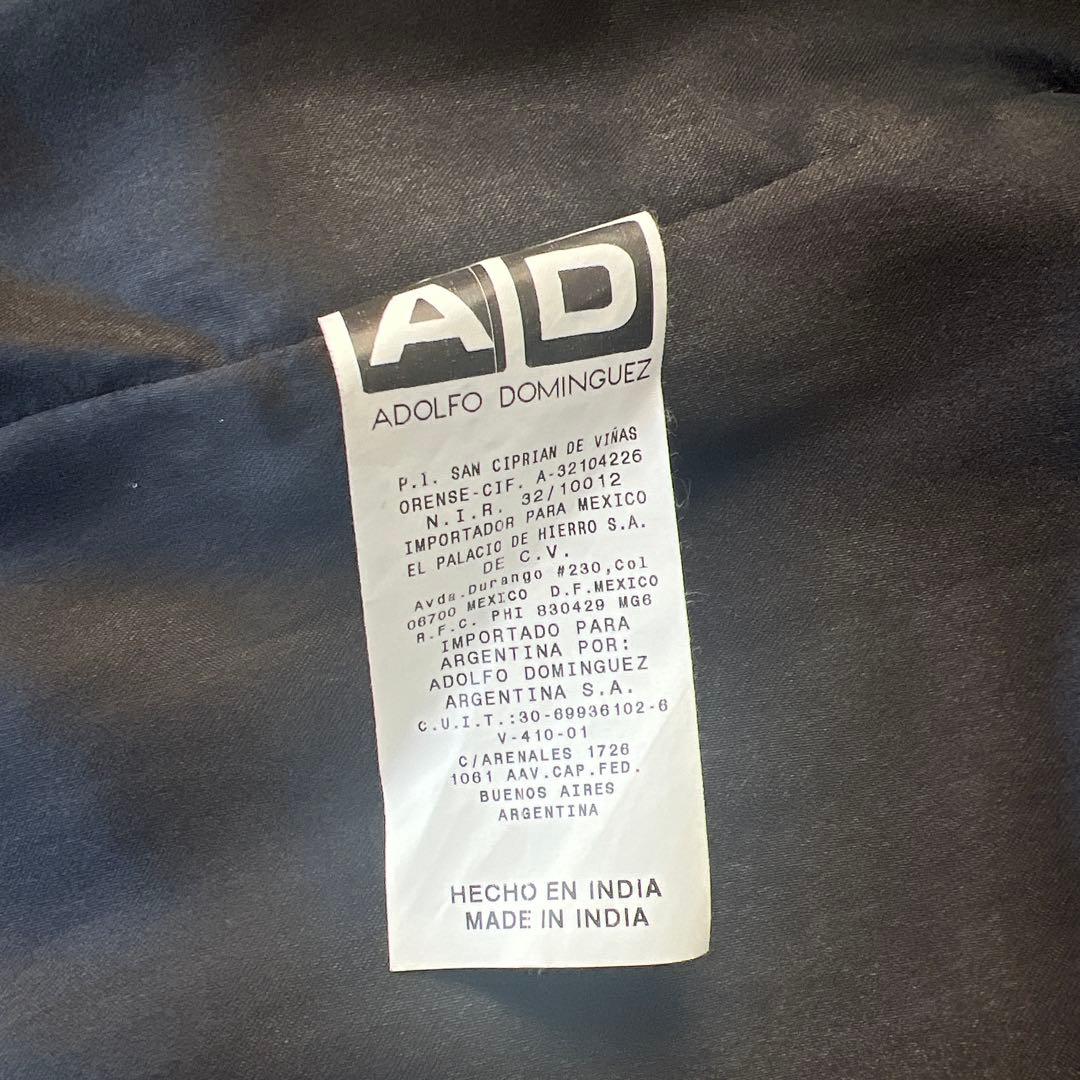 AD
ADOLFO DOMINGUEZ
P.I. SAN CIPRIAN DE VIÑAS
ORENSE-CIF. A-32104226
N.I.R. 32/10012
IMPORTADOR PARA MEXICO
EL PALACIO DE HIERRO S.A.
DE C.V.
Avda.Durango #230,Col
06700 MEXICO D.F.MEXICO
R.F.C. PHI 830429 MG6
IMPORTADO PARA
ARGENTINA POR:
ADOLFO DOMINGUEZ
ARGENTINA S.A.
C.U.I.T.:30-69936102-6
V-410-01
C/ARENALES 1726
1061 AAV.CAP.FED.
BUENOS AIRES
ARGENTINA
HECHO EN INDIA
MADE IN INDIA